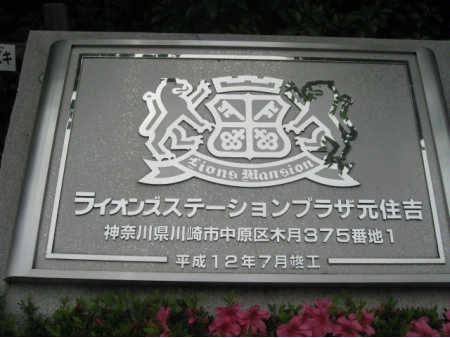 キ
Lions Mansion
ライオンズステーションプラザ元住吉
神奈川県川崎市中原区木月375番地1
平成12年7月竣工